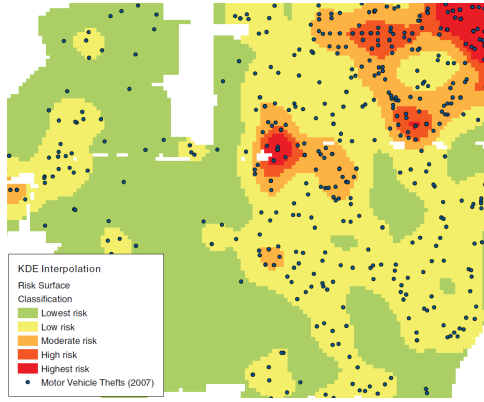 KDE Interpolation
Risk Surface
Classification
Lowest risk
Low risk
Moderate risk
High risk
Highest risk
Motor Vehicle Thefts (2007)